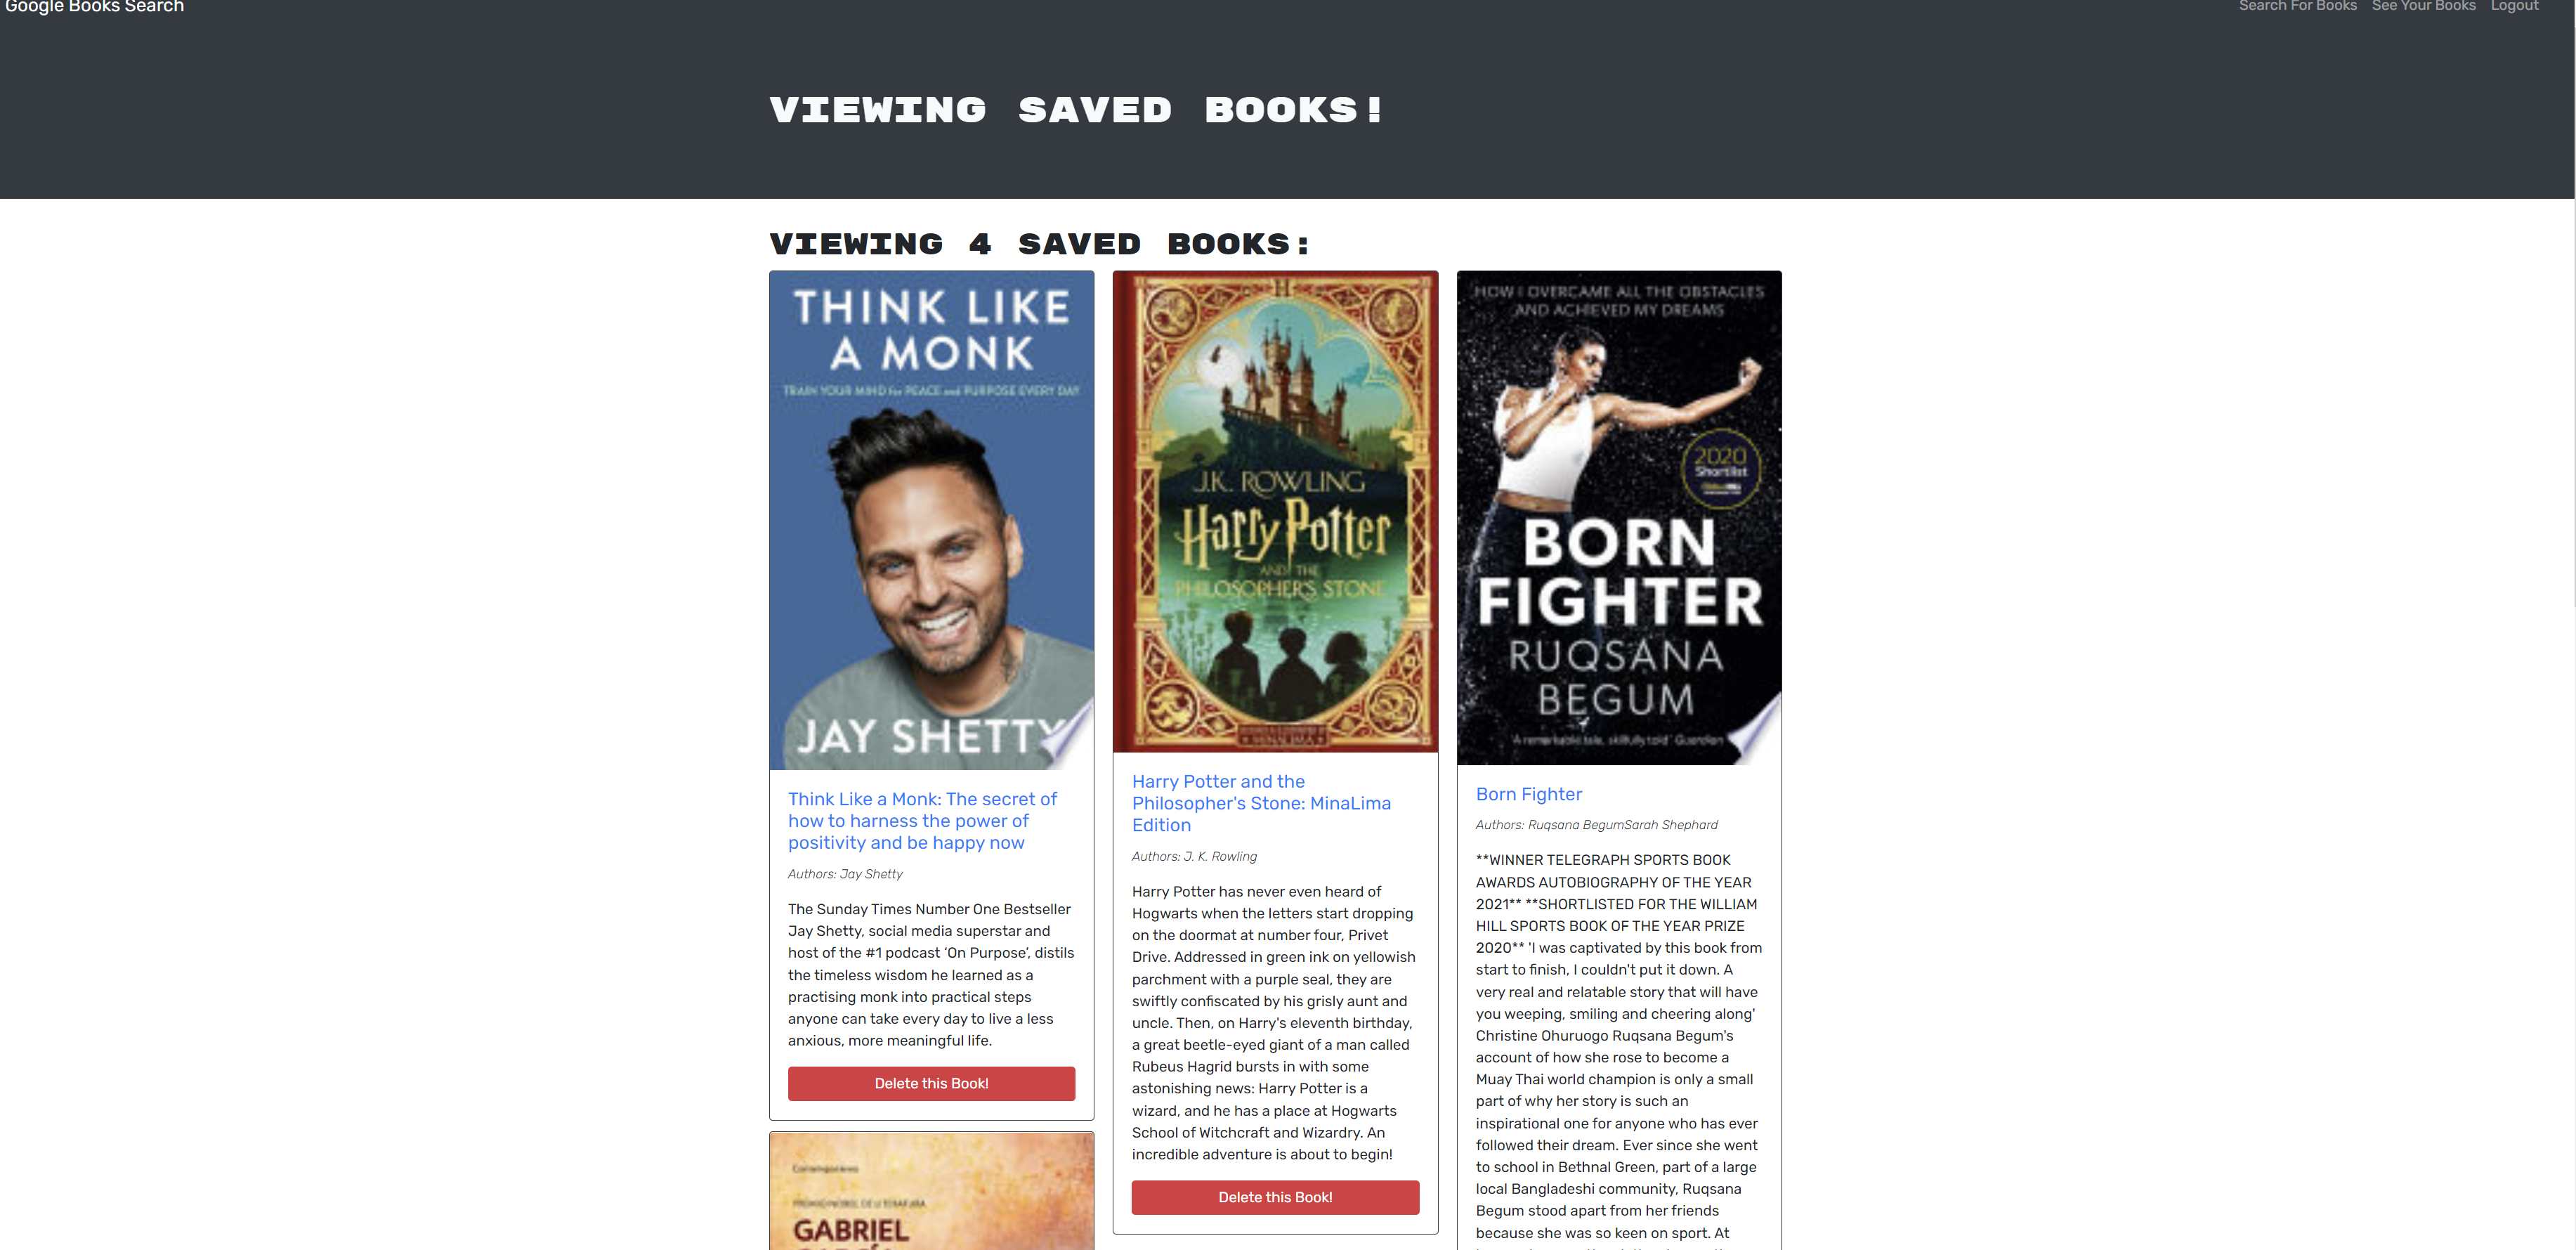 Google Books Search
Search For Books See Your Books Logout
VIEWING SAVED BOOKS!
VIEWING 4 SAVED BOOKS:
THINK LIKE
A MONK
TRAIN YOUR MIND for PEACE and PURPOSE EVERY DAY
JAY SHETTY
Think Like a Monk: The secret of
how to harness the power of
positivity and be happy now
Authors: Jay Shetty
The Sunday Times Number One Bestseller
Jay Shetty, social media superstar and
host of the #1 podcast ‘On Purpose’, distils
the timeless wisdom he learned as a
practising monk into practical steps
anyone can take every day to live a less
anxious, more meaningful life.
Delete this Book!
Contemporánea
PREMIO NOBEL DE LITERATURA
GABRIEL
GARCÍA
J.K. ROWLING
Harry Potter
AND THE
PHILOSOPHER'S STONE
MINALIMA
Harry Potter and the
Philosopher's Stone: MinaLima
Edition
Authors: J. K. Rowling
Harry Potter has never even heard of
Hogwarts when the letters start dropping
on the doormat at number four, Privet
Drive. Addressed in green ink on yellowish
parchment with a purple seal, they are
swiftly confiscated by his grisly aunt and
uncle. Then, on Harry's eleventh birthday,
a great beetle-eyed giant of a man called
Rubeus Hagrid bursts in with some
astonishing news: Harry Potter is a
wizard, and he has a place at Hogwarts
School of Witchcraft and Wizardry. An
incredible adventure is about to begin!
Delete this Book!
HOW I OVERCAME ALL THE OBSTACLES
AND ACHIEVED MY DREAMS
2020
Shortlist
BORN
FIGHTER
RUQSANA
BEGUM
'A remarkable tale, skilfully told' Guardian
Born Fighter
Authors: Ruqsana BegumSarah Shephard
**WINNER TELEGRAPH SPORTS BOOK
AWARDS AUTOBIOGRAPHY OF THE YEAR
2021** **SHORTLISTED FOR THE WILLIAM
HILL SPORTS BOOK OF THE YEAR PRIZE
2020** 'I was captivated by this book from
start to finish, I couldn't put it down. A
very real and relatable story that will have
you weeping, smiling and cheering along'
Christine Ohuruogo Ruqsana Begum's
account of how she rose to become a
Muay Thai world champion is only a small
part of why her story is such an
inspirational one for anyone who has ever
followed their dream. Ever since she went
to school in Bethnal Green, part of a large
local Bangladeshi community, Ruqsana
Begum stood apart from her friends
because she was so keen on sport. At